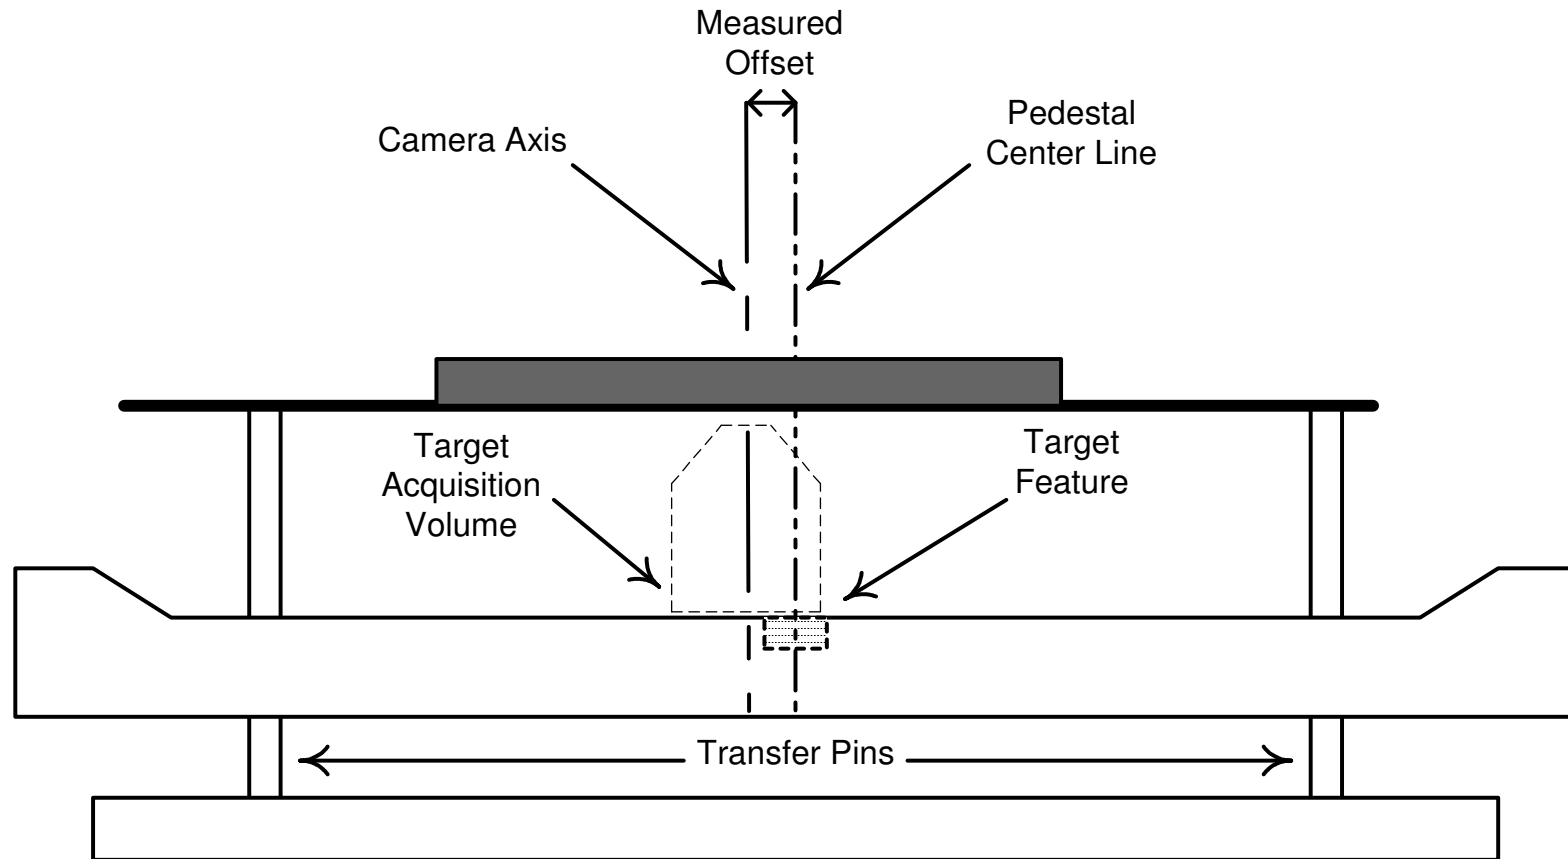 Measured
Offset
Camera Axis
Pedestal
Center Line
Target
Acquisition
Volume
Target
Feature
Transfer Pins